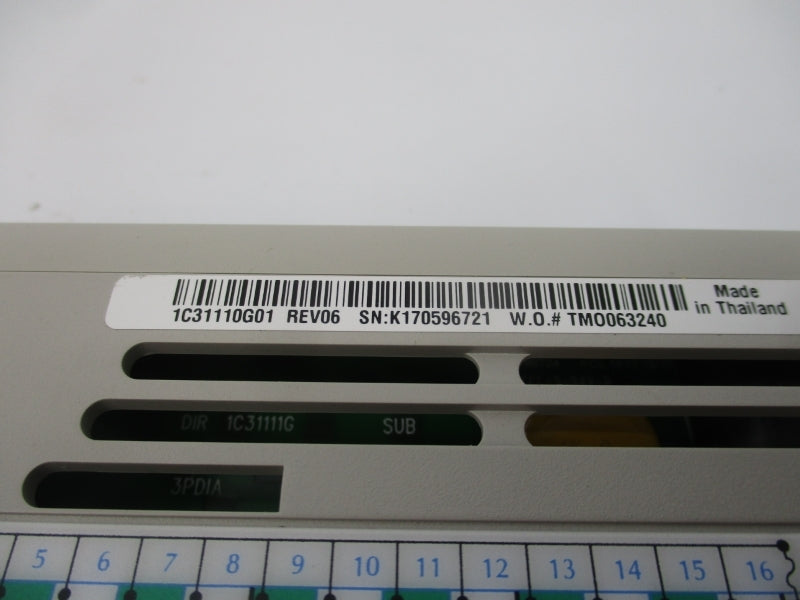 1C31110G01 REV06 SN:K170596721 W.O.# TMO063240
Made
in Thailand
DIR 1C31111G SUB
3PDIA
5 6 7 8 9 10 11 12 13 14 15 16